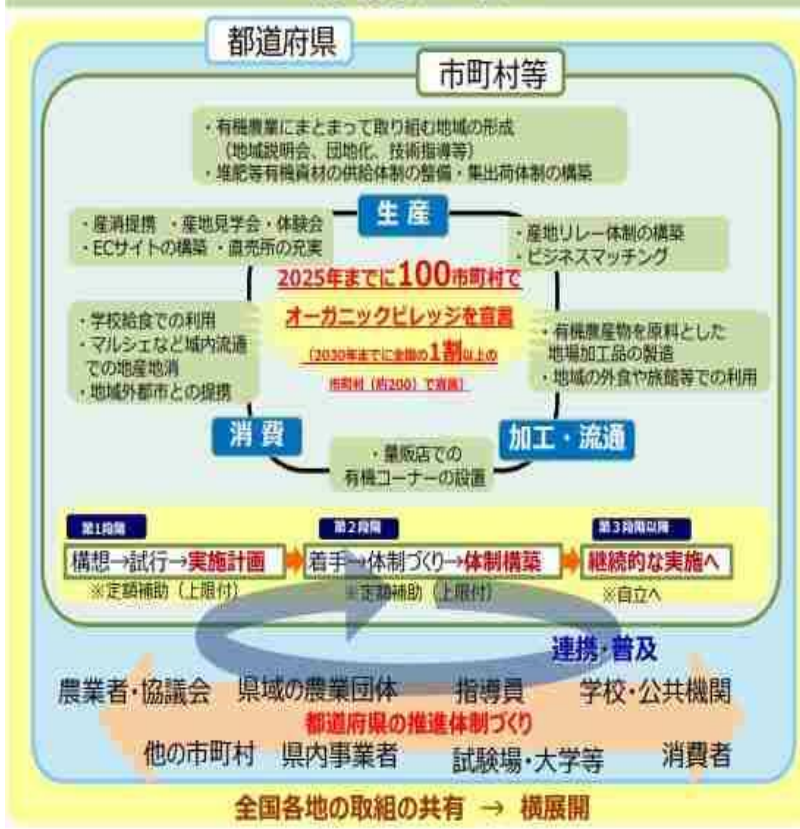 都道府県
市町村等
・有機農業にまとまって取り組む地域の形成
（地域説明会、団地化、技術指導等）
・堆肥等有機資材の供給体制の整備・集出荷体制の構築
生産
・産消提携 ・産地見学会・体験会
・ECサイトの構築 ・直売所の充実
・産地リレー体制の構築
・ビジネスマッチング
2025年までに100市町村で
オーガニックビレッジを宣言
（2030年までに全国の1割以上の
市町村（約200）で宣言）
・学校給食での利用
・マルシェなど域内流通
での地産地消
・地域外都市との提携
・有機農産物を原料とした
地場加工品の製造
・地域の外食や旅館等での利用
消費
加工・流通
・量販店での
有機コーナーの設置
第1段階
第2段階
第3段階以降
構想→試行→実施計画
着手→体制づくり→体制構築
継続的な実施へ
※定額補助（上限付）
※定額補助（上限付）
※自立へ
連携・普及
農業者・協議会 県域の農業団体 指導員 学校・公共機関
都道府県の推進体制づくり
他の市町村 県内事業者 試験場・大学等 消費者
全国各地の取組の共有 → 横展開